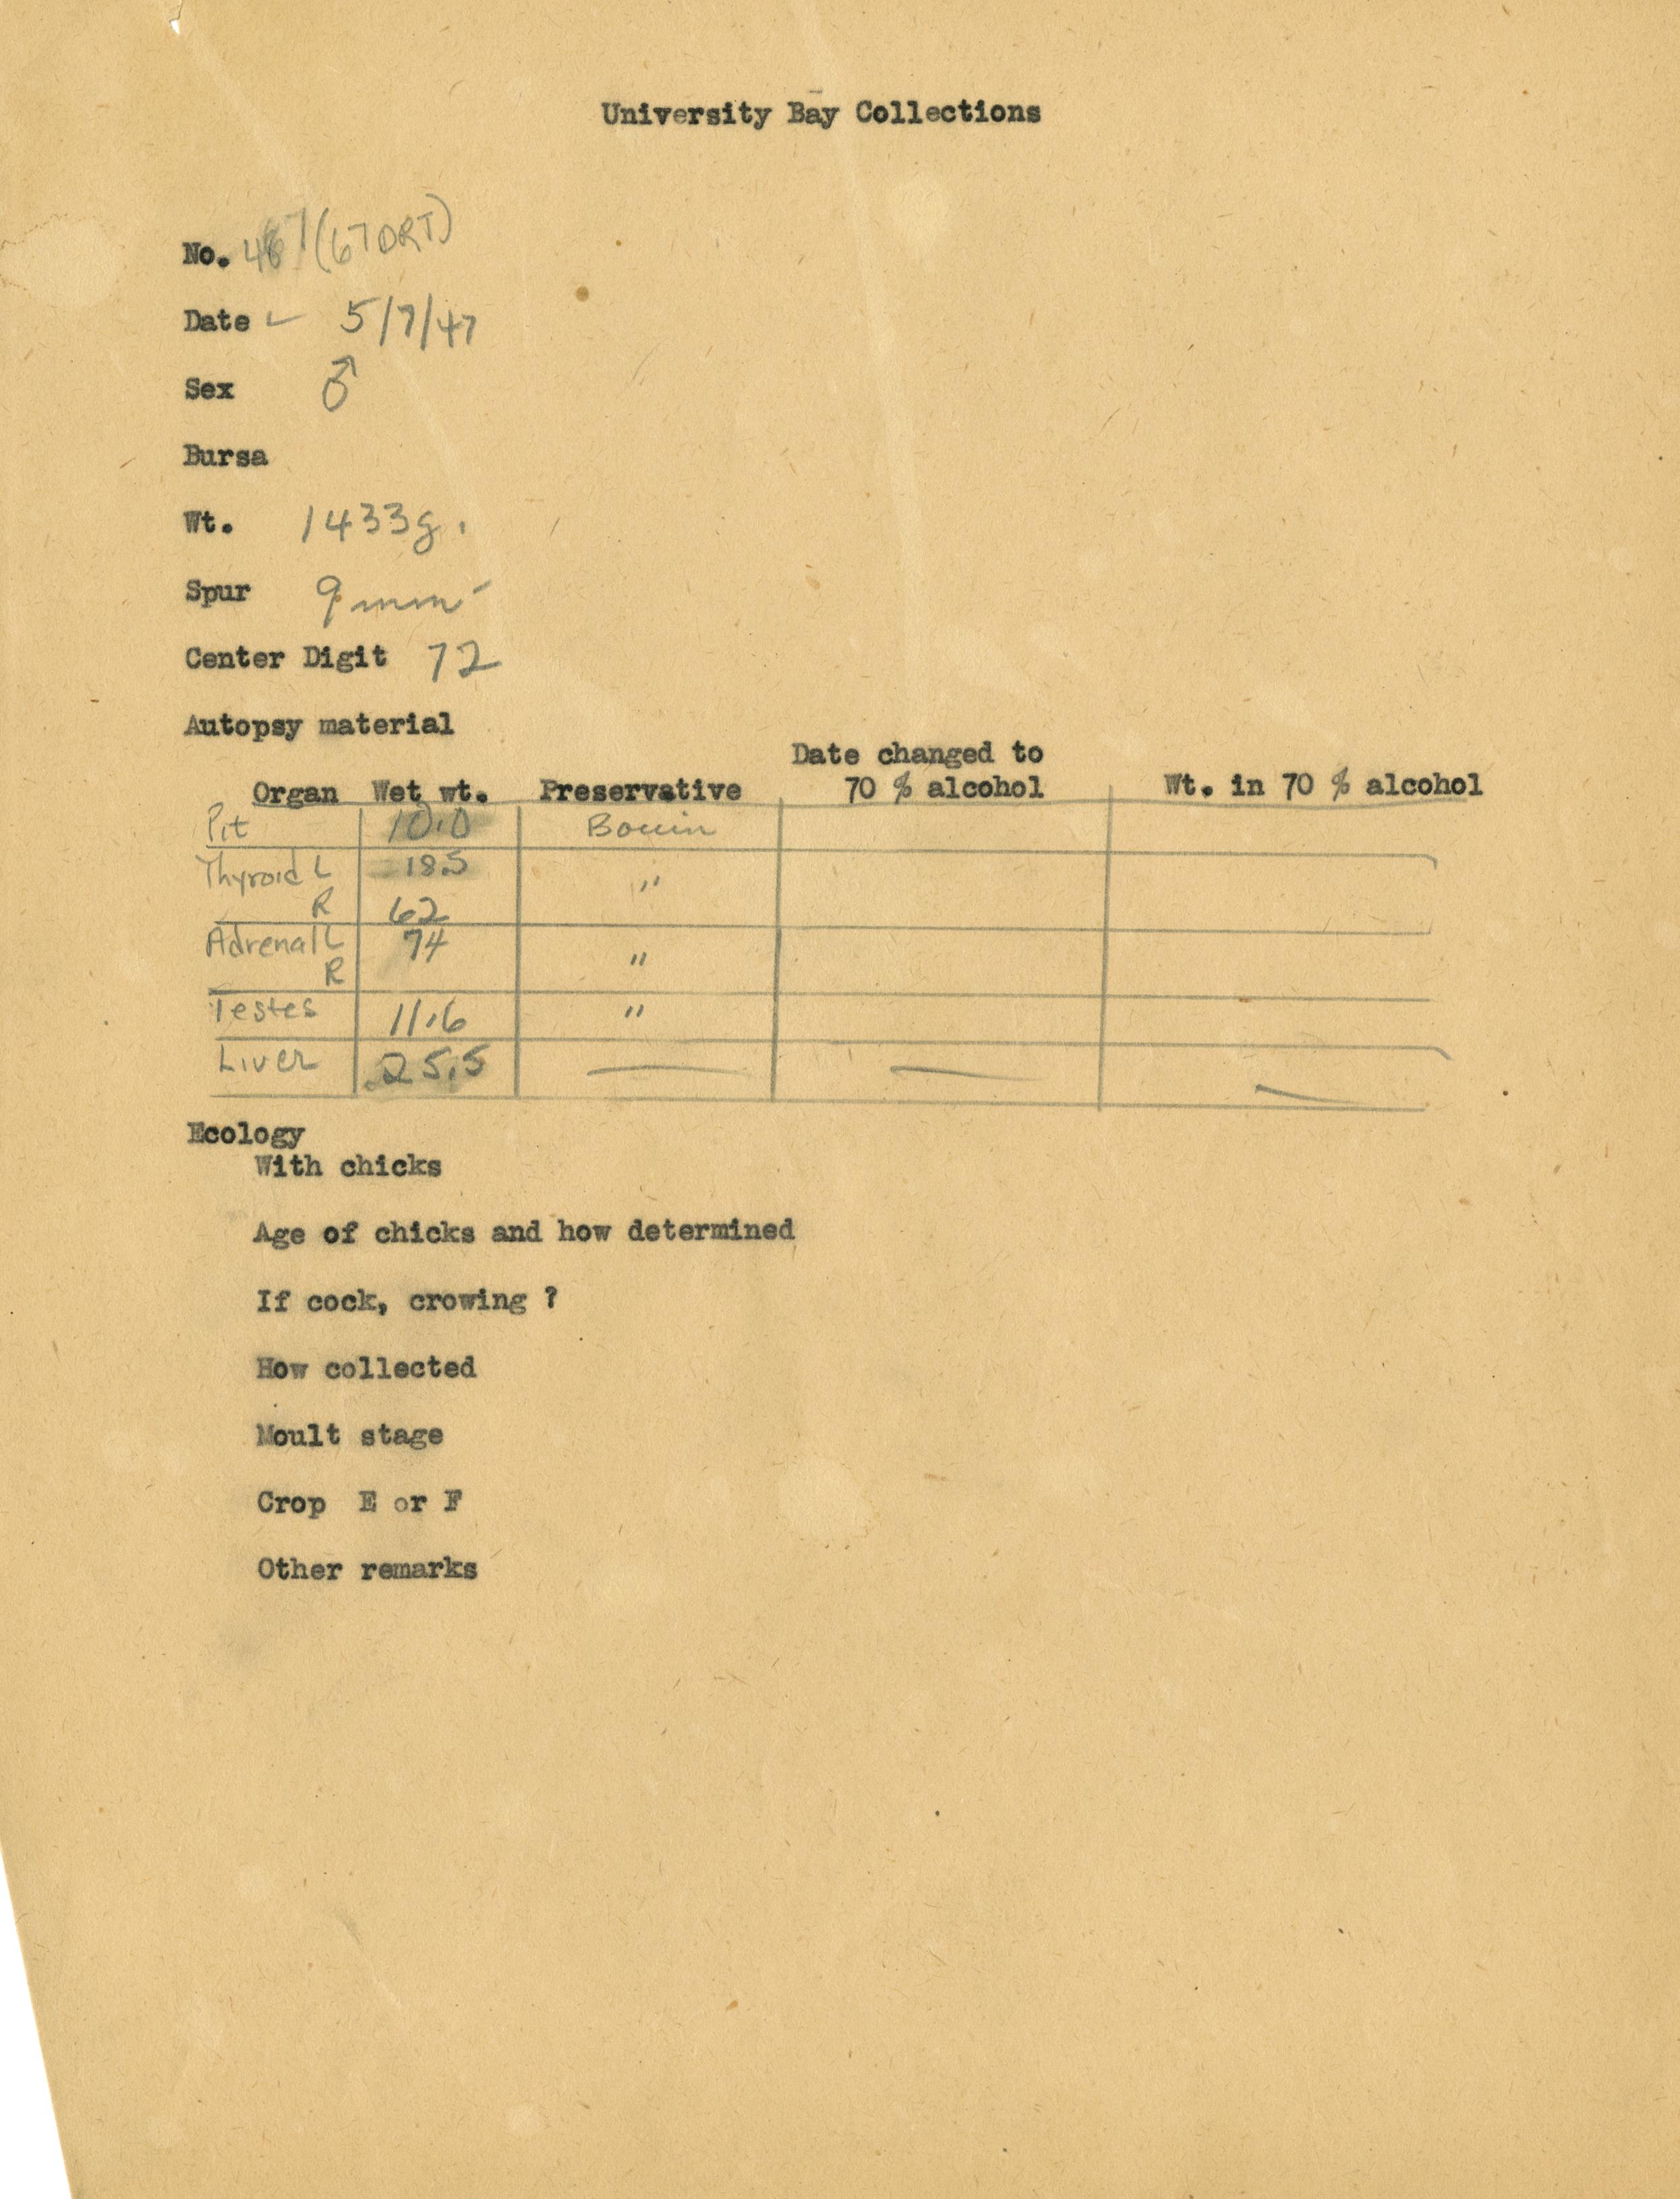 University Bay Collections
No. 487 (67DRT)
Date ✓ 5/7/47
Sex ♂
Bursa
Wt. 1433g.
Spur 9mm
Center Digit 72
Autopsy material
Date changed to
Organ Wet wt. Preservative 70 % alcohol Wt. in 70 % alcohol
Pit 10.0 Bouin
Thyroid L 18.5 "
R 62
Adrenal L 74 "
R
Testes 11.6 "
Liver 25.5 — — —
Ecology
With chicks
Age of chicks and how determined
If cock, crowing ?
How collected
Moult stage
Crop E or F
Other remarks